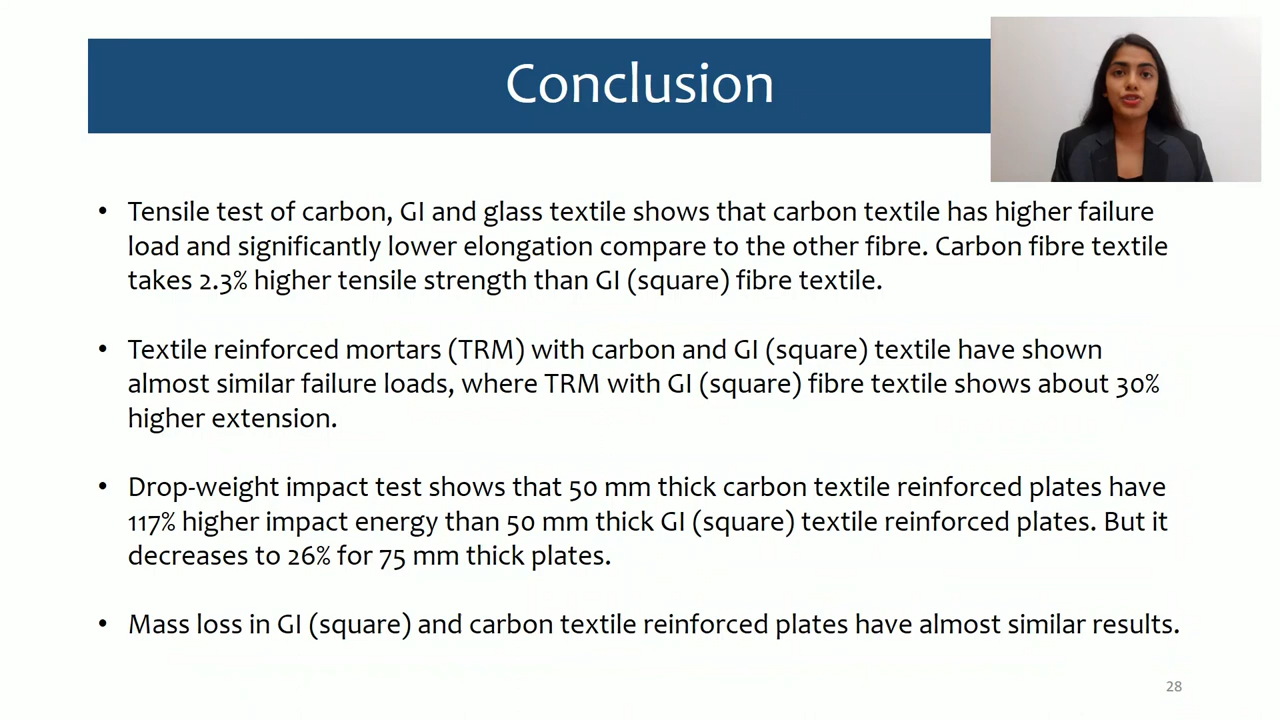 Conclusion
• Tensile test of carbon, GI and glass textile shows that carbon textile has higher failure
load and significantly lower elongation compare to the other fibre. Carbon fibre textile
takes 2.3% higher tensile strength than GI (square) fibre textile.
• Textile reinforced mortars (TRM) with carbon and GI (square) textile have shown
almost similar failure loads, where TRM with GI (square) fibre textile shows about 30%
higher extension.
• Drop-weight impact test shows that 50 mm thick carbon textile reinforced plates have
117% higher impact energy than 50 mm thick GI (square) textile reinforced plates. But it
decreases to 26% for 75 mm thick plates.
• Mass loss in GI (square) and carbon textile reinforced plates have almost similar results.
28